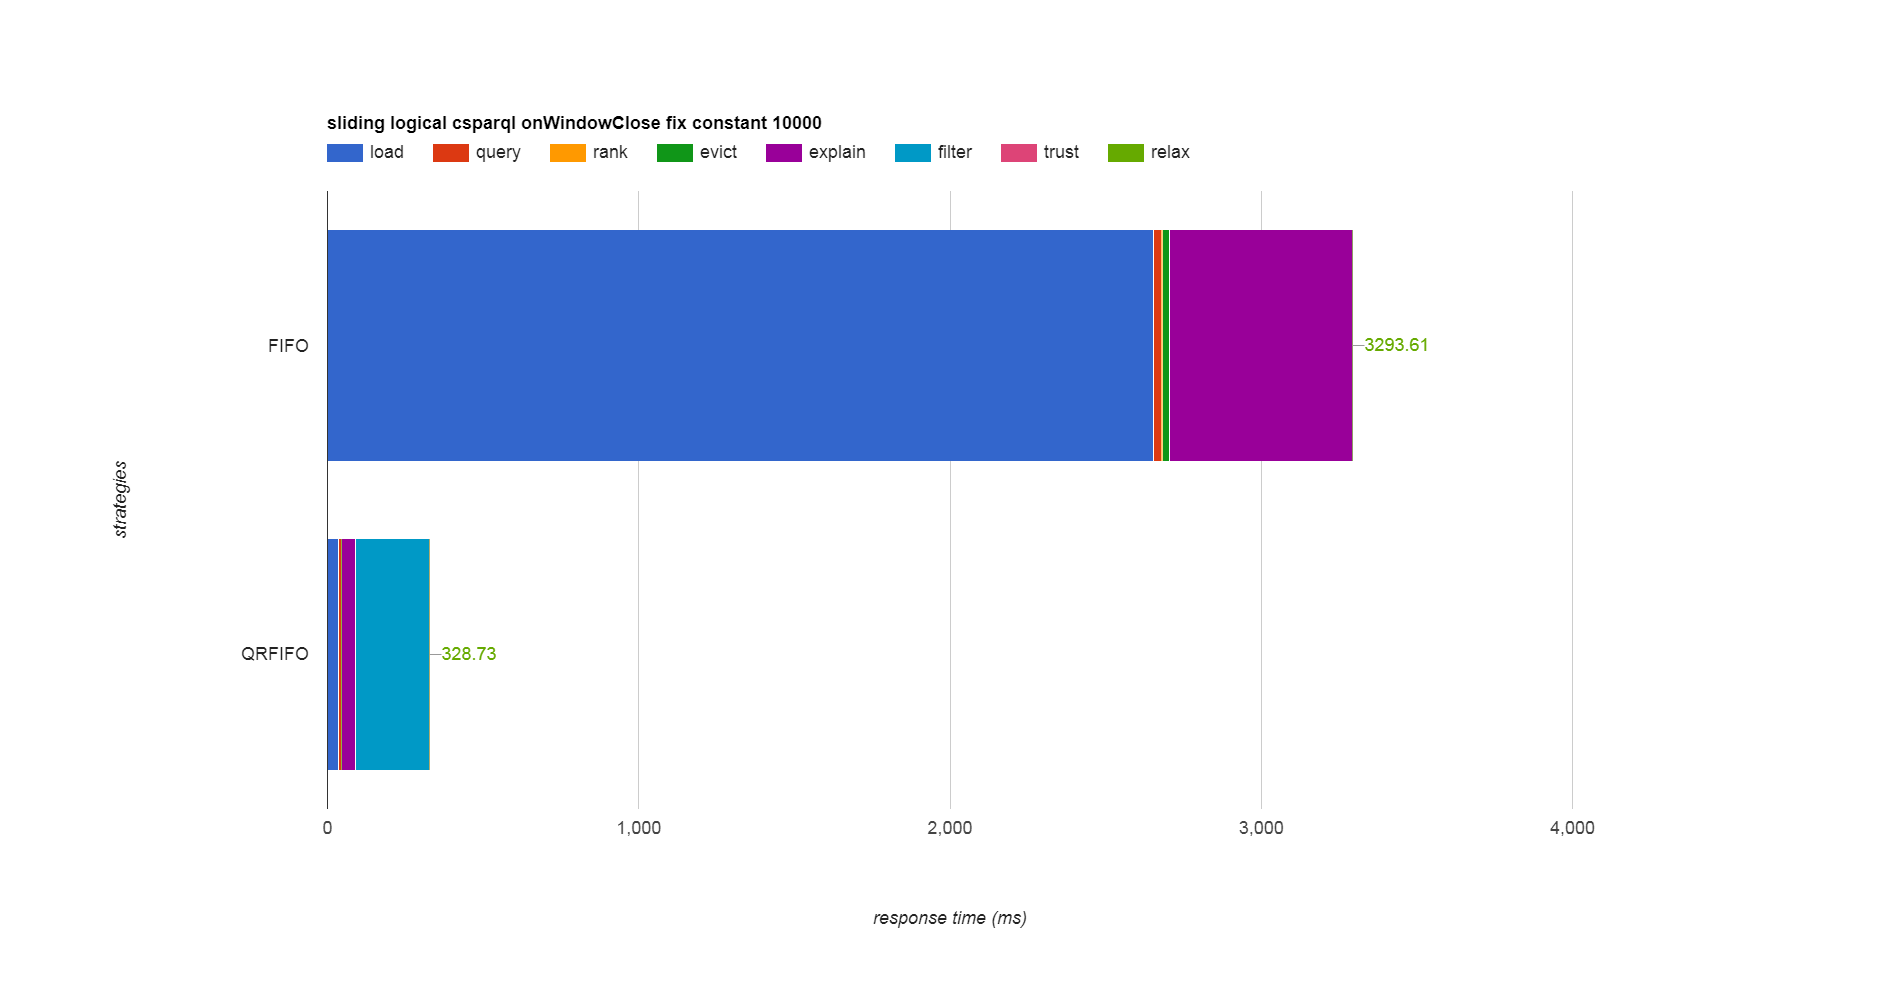 sliding logical csparql onWindowClose fix constant 10000
load query rank evict explain filter trust relax
FIFO
3293.61
strategies
QRFIFO
328.73
0 1,000 2,000 3,000 4,000
response time (ms)